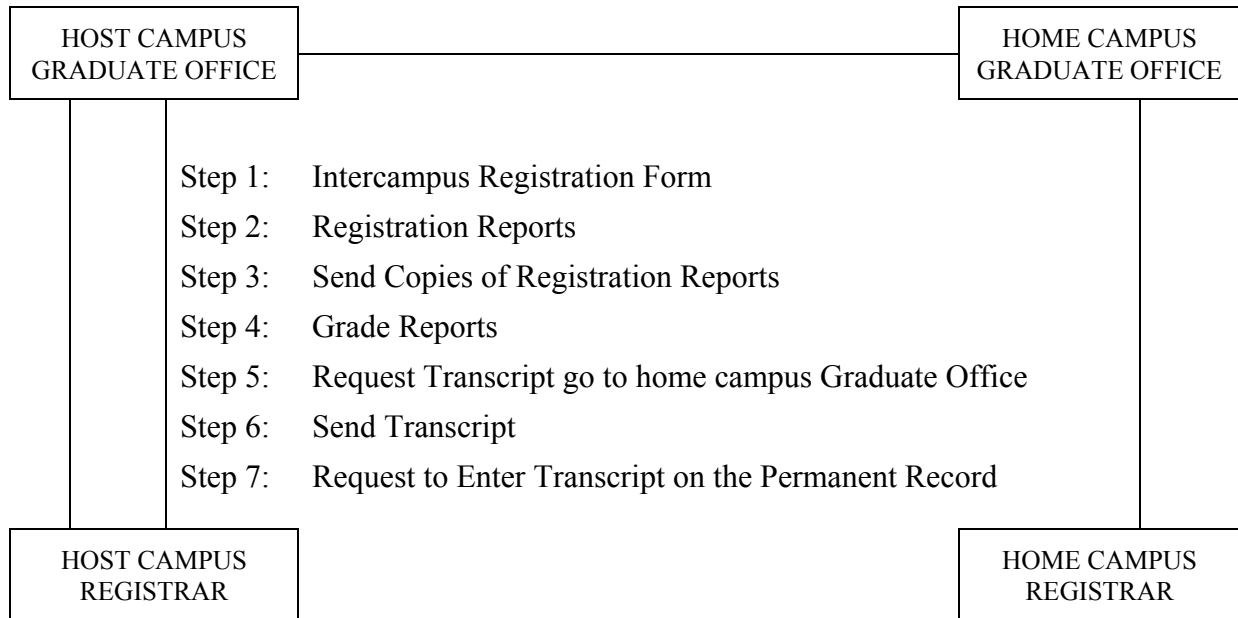 HOST CAMPUS
GRADUATE OFFICE
HOME CAMPUS
GRADUATE OFFICE
Step 1: Intercampus Registration Form
Step 2: Registration Reports
Step 3: Send Copies of Registration Reports
Step 4: Grade Reports
Step 5: Request Transcript go to home campus Graduate Office
Step 6: Send Transcript
Step 7: Request to Enter Transcript on the Permanent Record
HOST CAMPUS
REGISTRAR
HOME CAMPUS
REGISTRAR